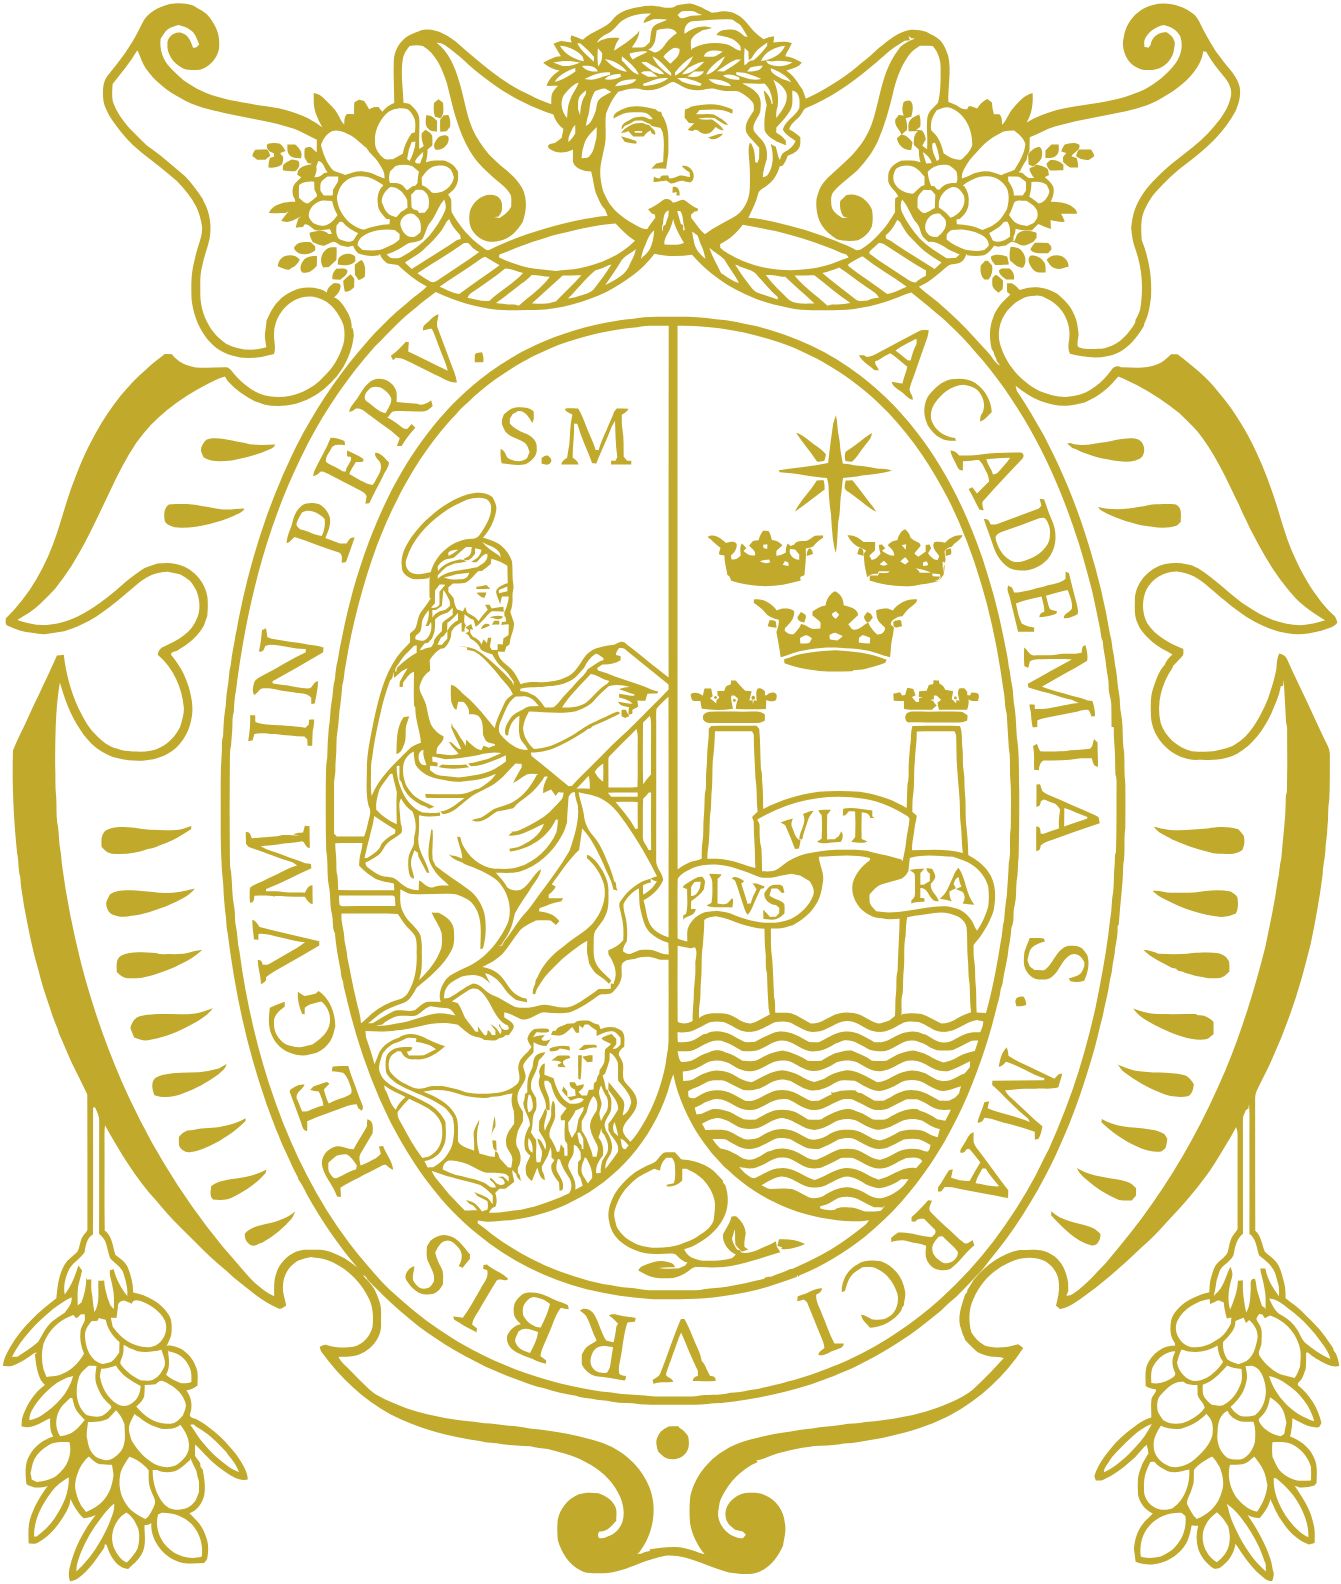 ACADEMIA S. MARCI VRBIS REGVM IN PERV.
S.M
PLVS VLT RA